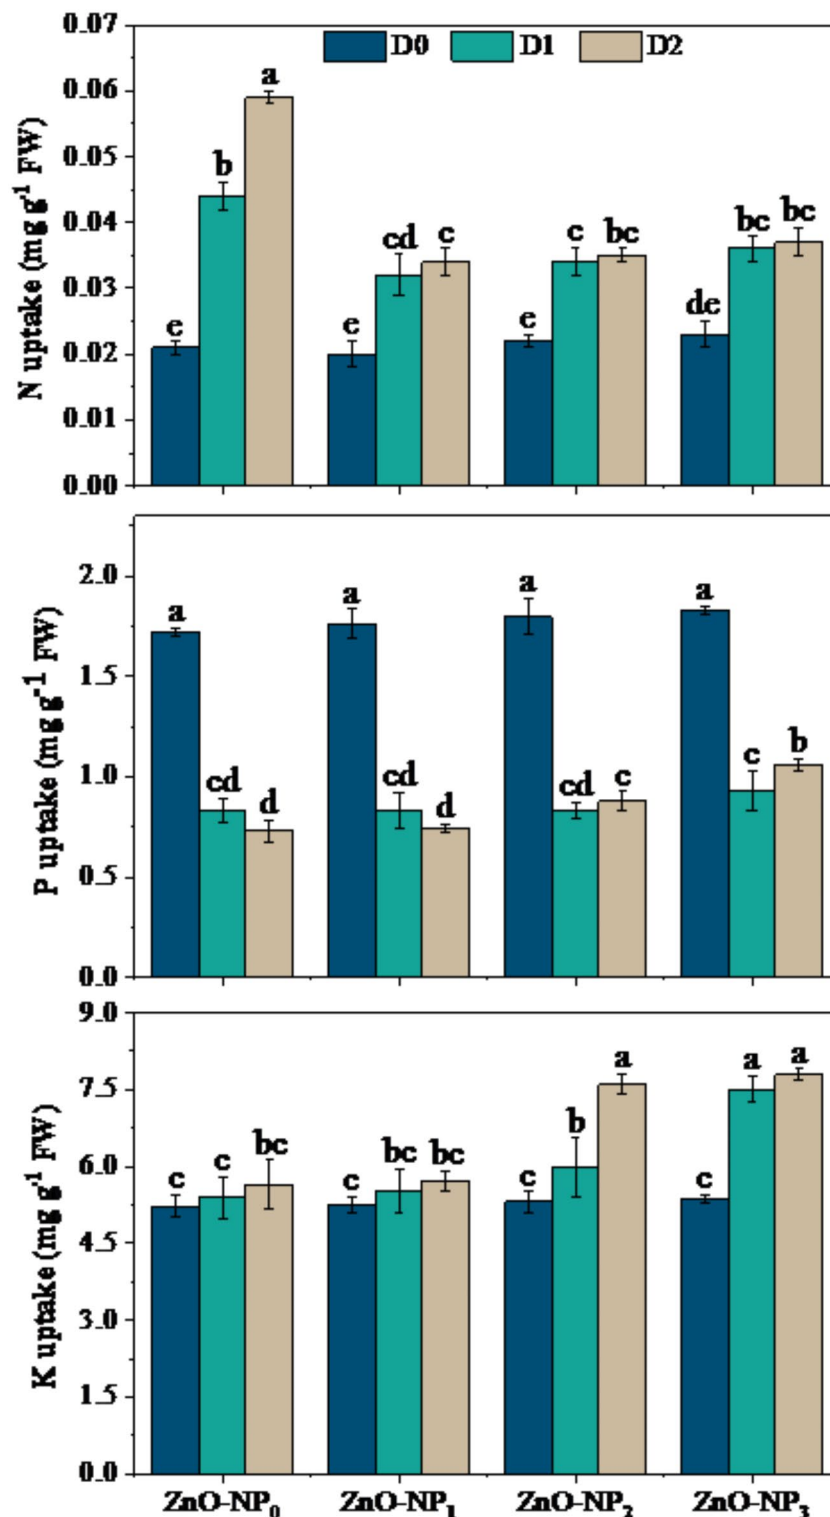 0.07
D0 D1 D2
a
0.06
0.05
b
N uptake (mg g⁻¹ FW)
0.04
cd c c bc bc bc
0.03
e e e de
0.02
0.01
0.00
2.0
a a a a
P uptake (mg g⁻¹ FW)
1.5
1.0
cd d cd d cd c c b
0.5
0.0
9.0
a a a
7.5
K uptake (mg g⁻¹ FW)
b
c c bc c bc bc c c
6.0
4.5
3.0
1.5
0.0
ZnO-NP₀ ZnO-NP₁ ZnO-NP₂ ZnO-NP₃